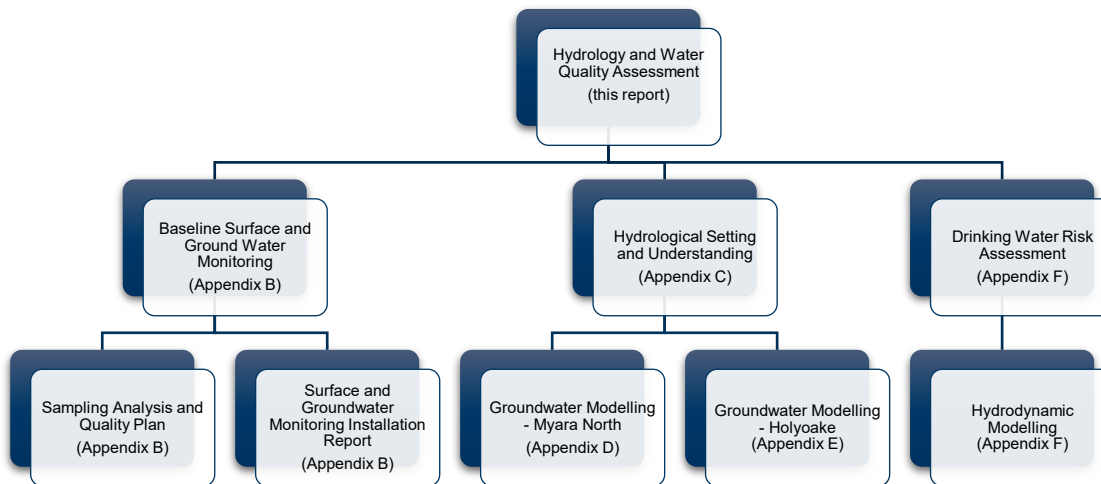 Hydrology and Water
Quality Assessment
(this report)
Baseline Surface and
Ground Water
Monitoring
(Appendix B)
Hydrological Setting
and Understanding
(Appendix C)
Drinking Water Risk
Assessment
(Appendix F)
Sampling Analysis and
Quality Plan
(Appendix B)
Surface and
Groundwater
Monitoring Installation
Report
(Appendix B)
Groundwater Modelling
- Myara North
(Appendix D)
Groundwater Modelling
- Holyoake
(Appendix E)
Hydrodynamic
Modelling
(Appendix F)